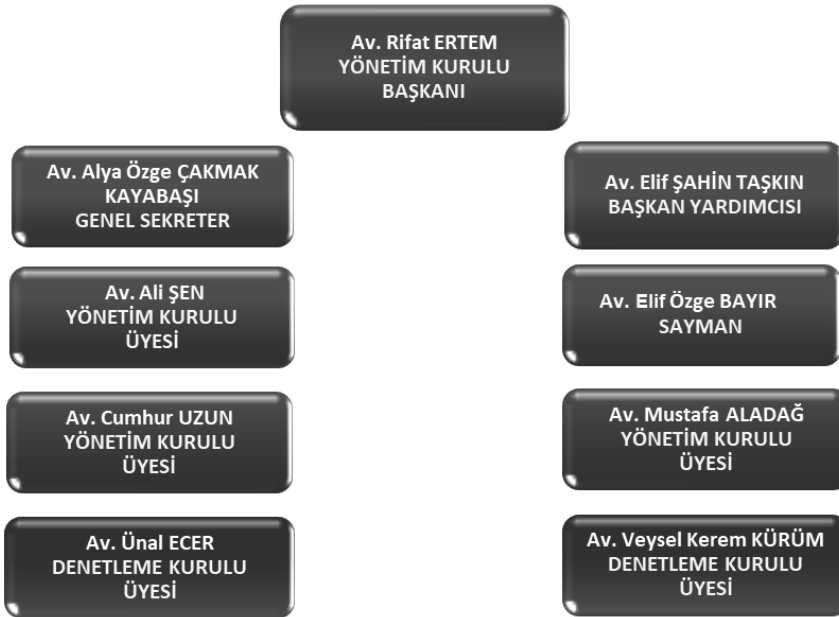 Av. Rifat ERTEM
YÖNETİM KURULU
BAŞKANI
Av. Alya Özge ÇAKMAK
KAYABAŞI
GENEL SEKRETER
Av. Elif ŞAHİN TAŞKIN
BAŞKAN YARDIMCISI
Av. Ali ŞEN
YÖNETİM KURULU
ÜYESİ
Av. Elif Özge BAYIR
SAYMAN
Av. Cumhur UZUN
YÖNETİM KURULU
ÜYESİ
Av. Mustafa ALADAĞ
YÖNETİM KURULU
ÜYESİ
Av. Ünal ECER
DENETLEME KURULU
ÜYESİ
Av. Veysel Kerem KÜRÜM
DENETLEME KURULU
ÜYESİ